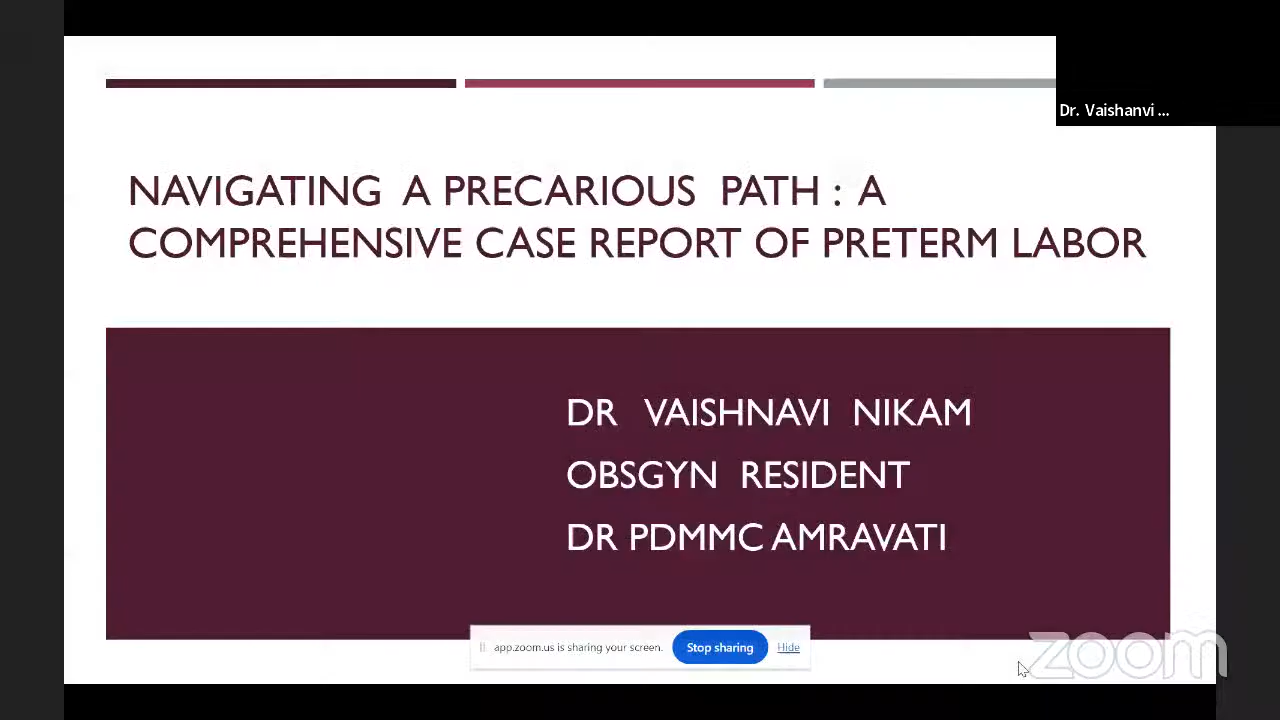 Dr. Vaishanvi ...
NAVIGATING A PRECARIOUS PATH : A
COMPREHENSIVE CASE REPORT OF PRETERM LABOR
DR VAISHNAVI NIKAM
OBSGYN RESIDENT
DR PDMMC AMRAVATI
app.zoom.us is sharing your screen. Stop sharing Hide
zoom